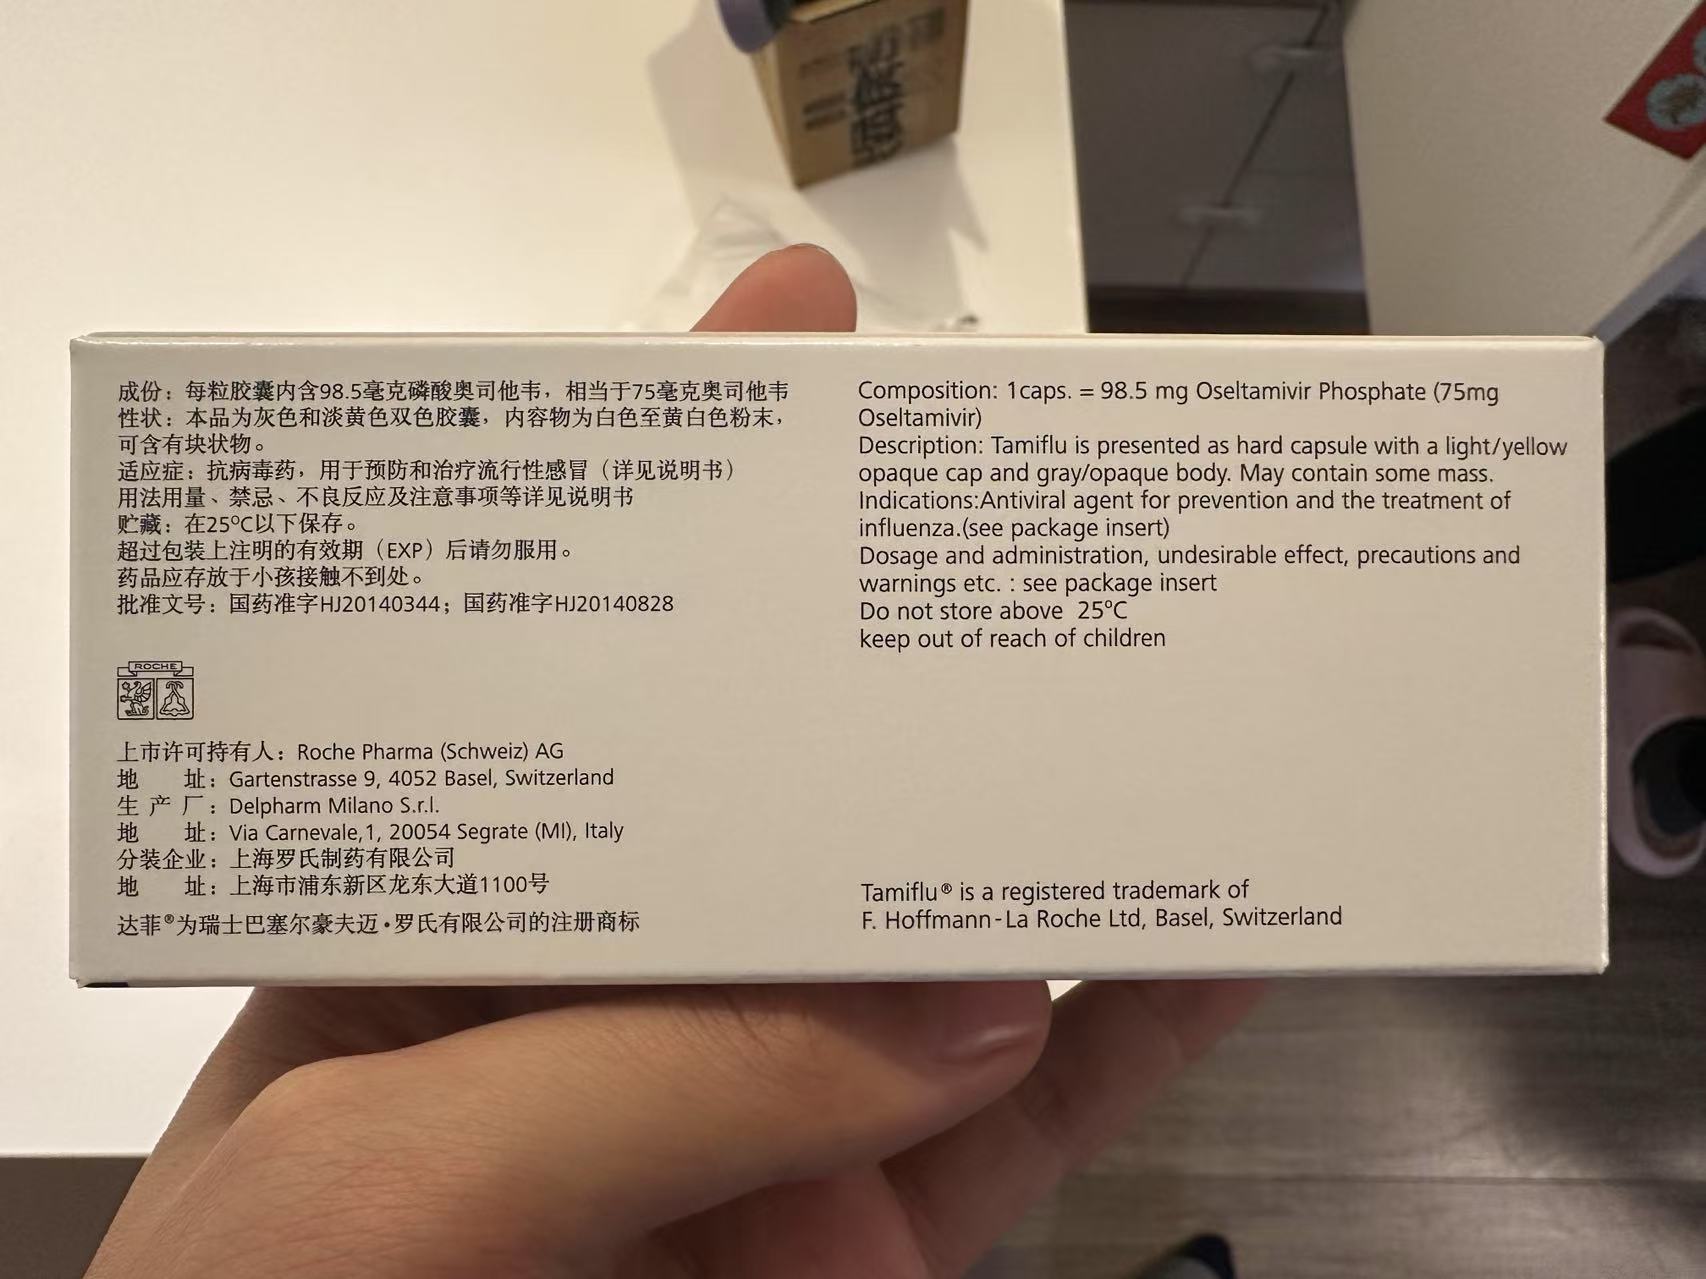 成份：每粒胶囊内含98.5毫克磷酸奥司他韦，相当于75毫克奥司他韦
性状：本品为灰色和淡黄色双色胶囊，内容物为白色至黄白色粉末，
可含有块状物。
适应症：抗病毒药，用于预防和治疗流行性感冒（详见说明书）
用法用量、禁忌、不良反应及注意事项等详见说明书
贮藏：在25°C以下保存。
超过包装上注明的有效期（EXP）后请勿服用。
药品应存放于小孩接触不到处。
批准文号：国药准字HJ20140344；国药准字HJ20140828
ROCHE
上市许可持有人：Roche Pharma (Schweiz) AG
地 址：Gartenstrasse 9, 4052 Basel, Switzerland
生 产 厂：Delpharm Milano S.r.l.
地 址：Via Carnevale,1, 20054 Segrate (MI), Italy
分装企业：上海罗氏制药有限公司
地 址：上海市浦东新区龙东大道1100号
达菲®为瑞士巴塞尔豪夫迈·罗氏有限公司的注册商标
Composition: 1caps. = 98.5 mg Oseltamivir Phosphate (75mg
Oseltamivir)
Description: Tamiflu is presented as hard capsule with a light/yellow
opaque cap and gray/opaque body. May contain some mass.
Indications:Antiviral agent for prevention and the treatment of
influenza.(see package insert)
Dosage and administration, undesirable effect, precautions and
warnings etc. : see package insert
Do not store above 25°C
keep out of reach of children
Tamiflu® is a registered trademark of
F. Hoffmann-La Roche Ltd, Basel, Switzerland